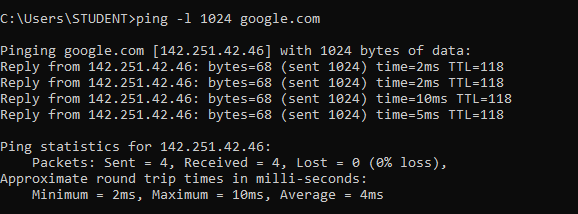 C:\Users\STUDENT>ping -l 1024 google.com
Pinging google.com [142.251.42.46] with 1024 bytes of data:
Reply from 142.251.42.46: bytes=68 (sent 1024) time=2ms TTL=118
Reply from 142.251.42.46: bytes=68 (sent 1024) time=2ms TTL=118
Reply from 142.251.42.46: bytes=68 (sent 1024) time=10ms TTL=118
Reply from 142.251.42.46: bytes=68 (sent 1024) time=5ms TTL=118
Ping statistics for 142.251.42.46:
    Packets: Sent = 4, Received = 4, Lost = 0 (0% loss),
Approximate round trip times in milli-seconds:
    Minimum = 2ms, Maximum = 10ms, Average = 4ms